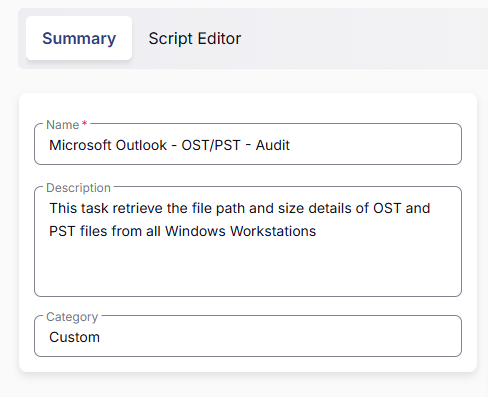 Summary
Script Editor
Name *
Microsoft Outlook - OST/PST - Audit
Description
This task retrieve the file path and size details of OST and
PST files from all Windows Workstations
Category
Custom